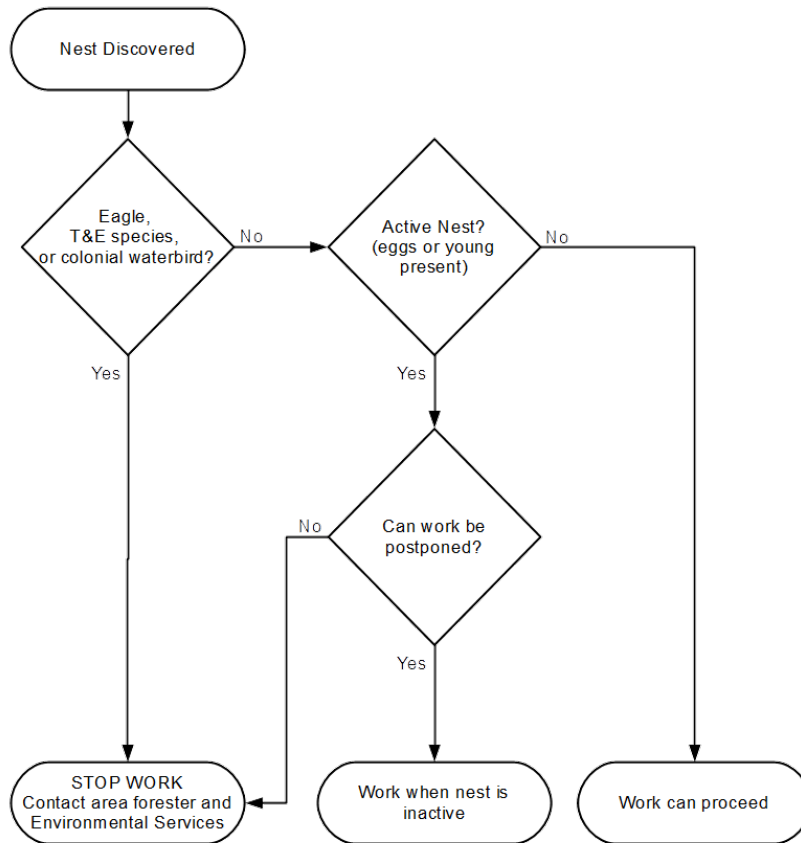 Nest Discovered
Eagle,
T&E species,
or colonial waterbird?
No
Active Nest?
(eggs or young
present)
No
Yes
Yes
Can work be
postponed?
No
Yes
STOP WORK
Contact area forester and
Environmental Services
Work when nest is
inactive
Work can proceed